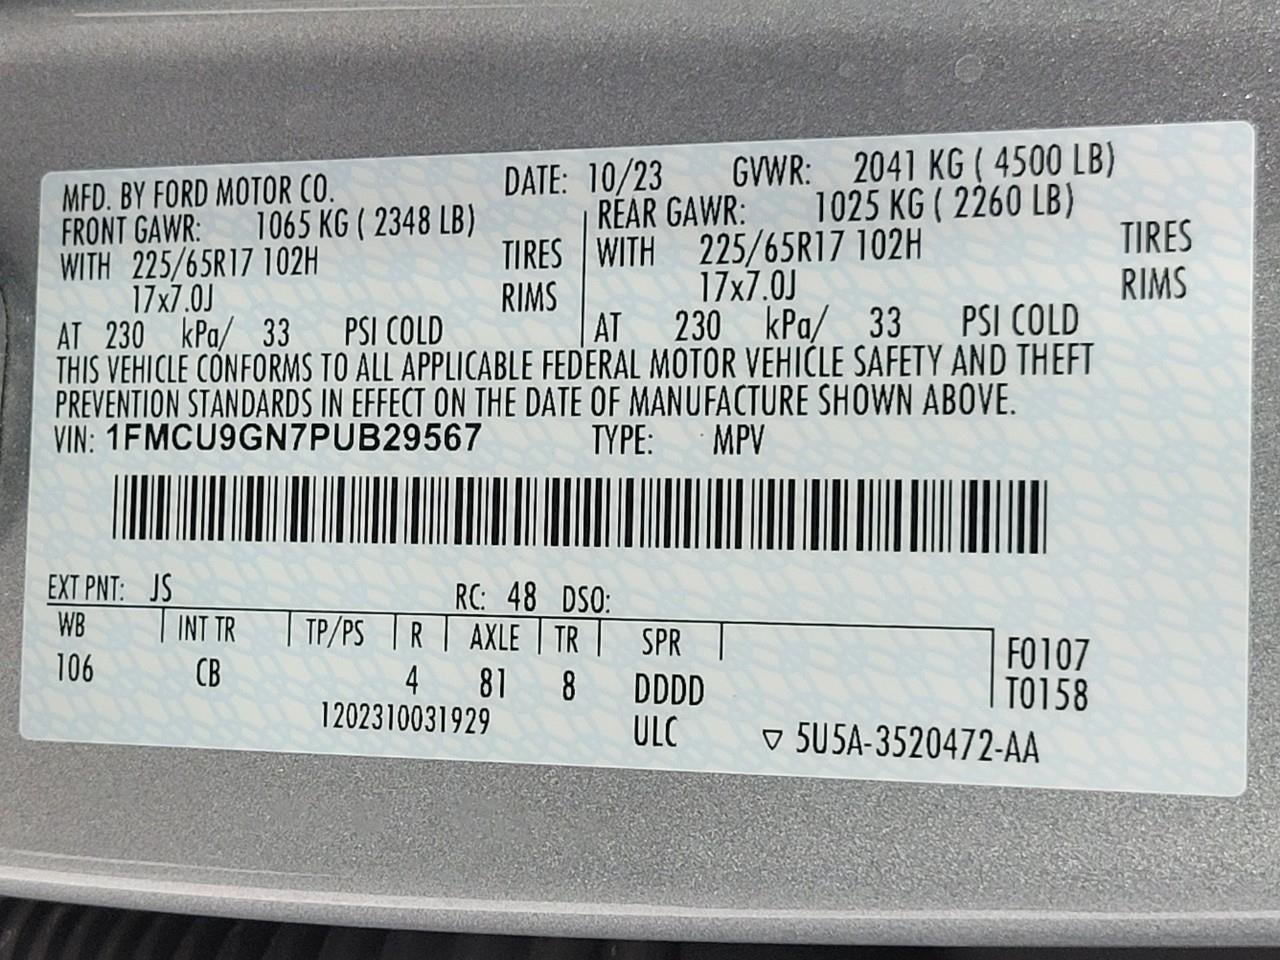 MFD. BY FORD MOTOR CO. DATE: 10/23 GVWR: 2041 KG ( 4500 LB)
FRONT GAWR: 1065 KG ( 2348 LB) REAR GAWR: 1025 KG ( 2260 LB)
WITH 225/65R17 102H TIRES WITH 225/65R17 102H TIRES
17x7.0J RIMS 17x7.0J RIMS
AT 230 kPa/ 33 PSI COLD AT 230 kPa/ 33 PSI COLD
THIS VEHICLE CONFORMS TO ALL APPLICABLE FEDERAL MOTOR VEHICLE SAFETY AND THEFT
PREVENTION STANDARDS IN EFFECT ON THE DATE OF MANUFACTURE SHOWN ABOVE.
VIN: 1FMCU9GN7PUB29567 TYPE: MPV
EXT PNT: JS RC: 48 DSO:
WB INT TR TP/PS R AXLE TR SPR F0107
106 CB 4 81 8 DDDD T0158
1202310031929 ULC ▽ 5U5A-3520472-AA